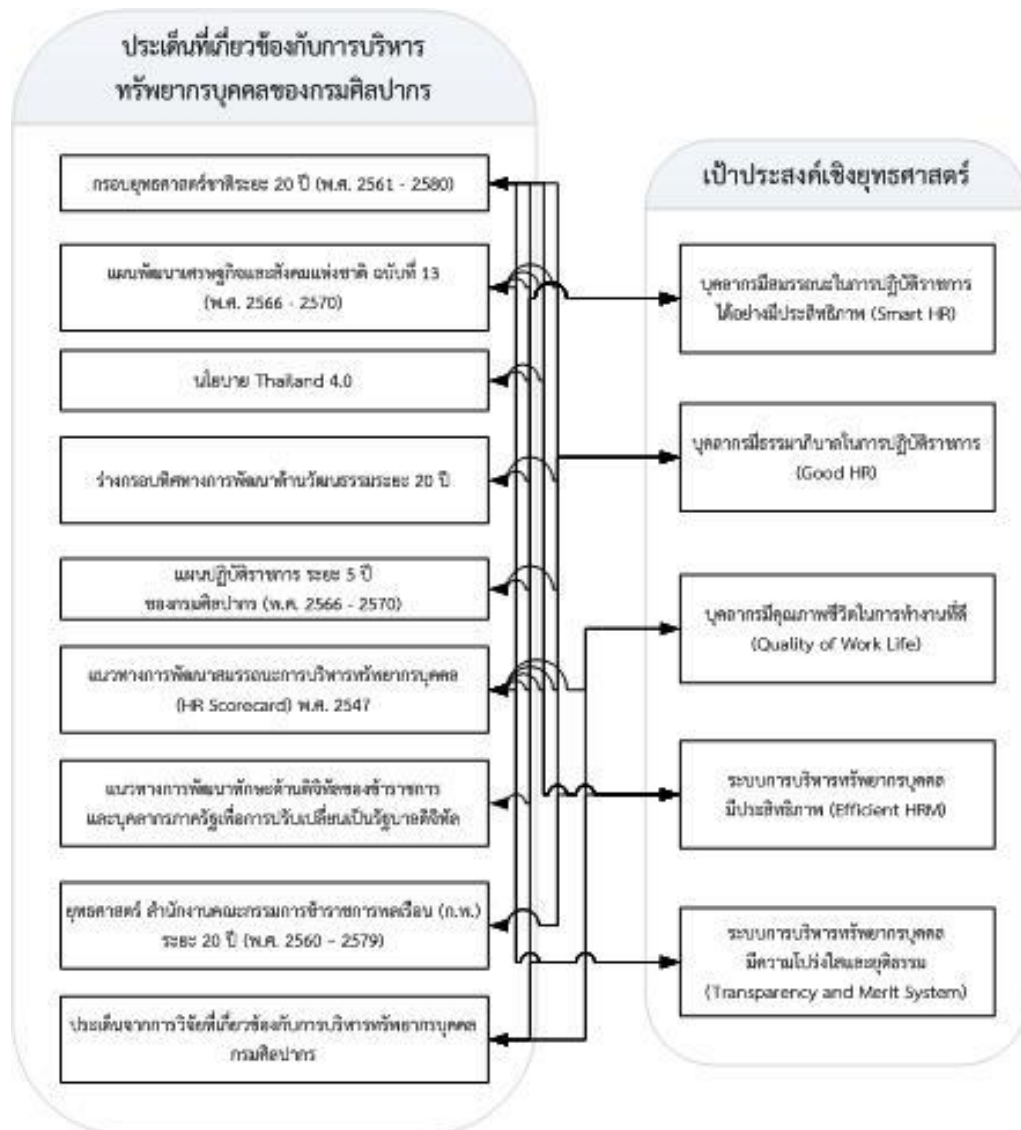 ประเด็นที่เกี่ยวข้องกับการบริหาร
ทรัพยากรบุคคลของกรมศิลปากร
กรอบยุทธศาสตร์ชาติระยะ 20 ปี (พ.ศ. 2561 - 2580)
แผนพัฒนาเศรษฐกิจและสังคมแห่งชาติ ฉบับที่ 13
(พ.ศ. 2566 - 2570)
นโยบาย Thailand 4.0
ร่างกรอบทิศทางการพัฒนาด้านวัฒนธรรมระยะ 20 ปี
แผนปฏิบัติราชการ ระยะ 5 ปี
ของกรมศิลปากร (พ.ศ. 2566 - 2570)
แนวทางการพัฒนาสมรรถนะการบริหารทรัพยากรบุคคล
(HR Scorecard) พ.ศ. 2547
แนวทางการพัฒนาทักษะด้านดิจิทัลของข้าราชการ
และบุคลากรภาครัฐเพื่อการปรับเปลี่ยนเป็นรัฐบาลดิจิทัล
ยุทธศาสตร์ สำนักงานคณะกรรมการข้าราชการพลเรือน (ก.พ.)
ระยะ 20 ปี (พ.ศ. 2560 – 2579)
ประเด็นจากการวิจัยที่เกี่ยวข้องกับการบริหารทรัพยากรบุคคล
กรมศิลปากร
เป้าประสงค์เชิงยุทธศาสตร์
บุคลากรมีสมรรถนะในการปฏิบัติราชการ
ได้อย่างมีประสิทธิภาพ (Smart HR)
บุคลากรมีธรรมาภิบาลในการปฏิบัติราชการ
(Good HR)
บุคลากรมีคุณภาพชีวิตในการทำงานที่ดี
(Quality of Work Life)
ระบบการบริหารทรัพยากรบุคคล
มีประสิทธิภาพ (Efficient HRM)
ระบบการบริหารทรัพยากรบุคคล
มีความโปร่งใสและยุติธรรม
(Transparency and Merit System)